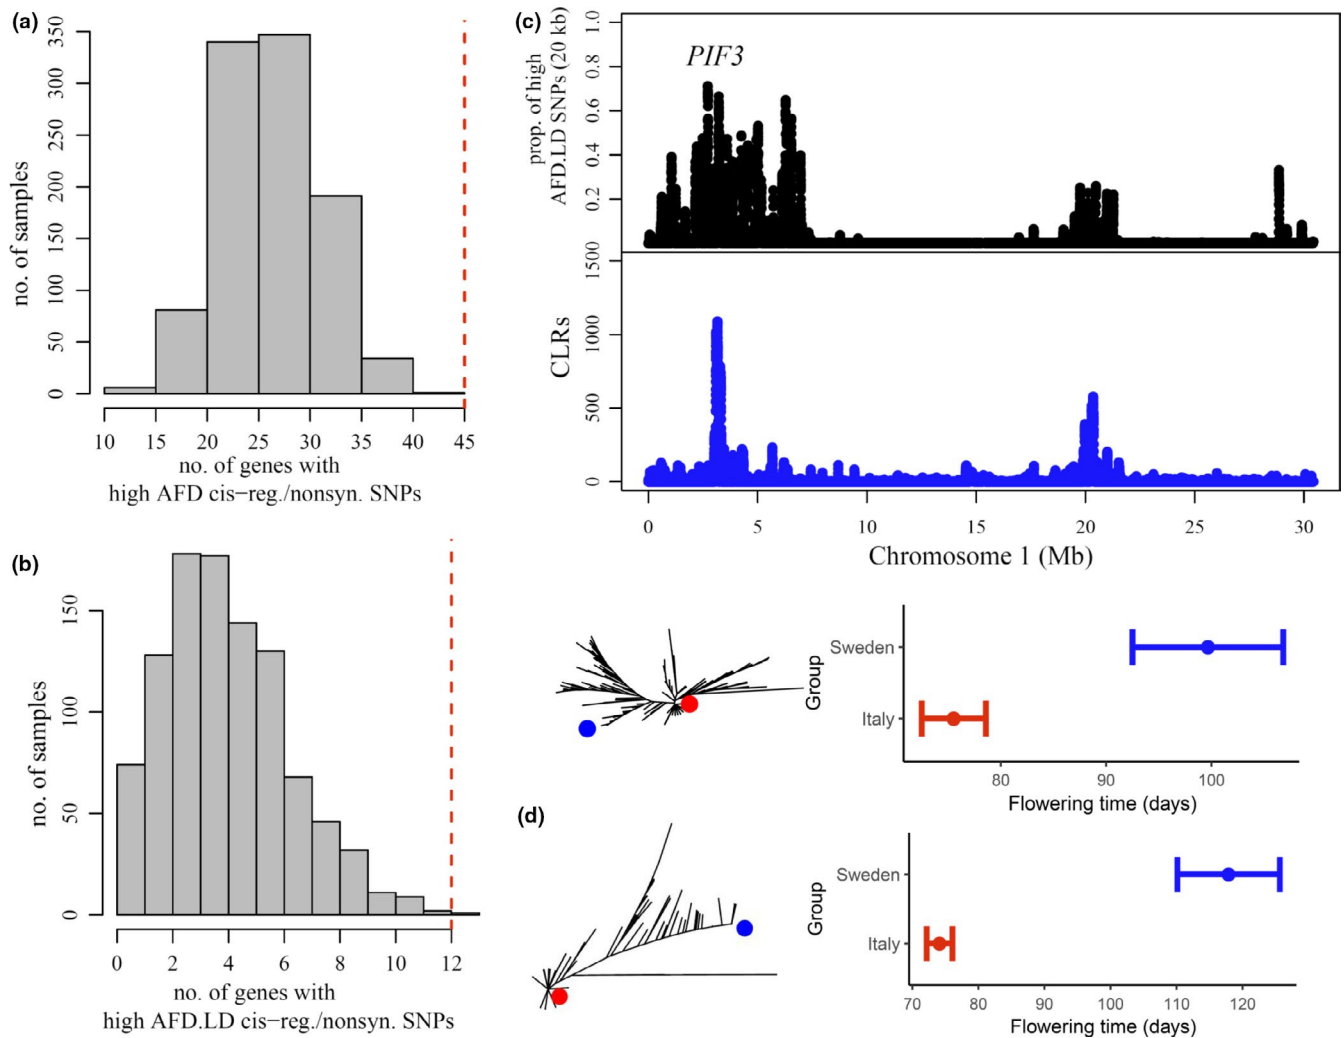 (a)
350
300
250
200
150
100
50
0
no. of samples
10 15 20 25 30 35 40 45
no. of genes with
high AFD cis−reg./nonsyn. SNPs
(b)
150
100
50
0
no. of samples
0 2 4 6 8 10 12
no. of genes with
high AFD.LD cis−reg./nonsyn. SNPs
(c)
prop. of high
AFD.LD SNPs (20 kb)
1.0
0.8
0.6
0.4
0.2
PIF3
CLRs
1500
1000
500
0
0 5 10 15 20 25 30
Chromosome 1 (Mb)
Group
Sweden
Italy
80 90 100
Flowering time (days)
(d)
Group
Sweden
Italy
70 80 90 100 110 120
Flowering time (days)